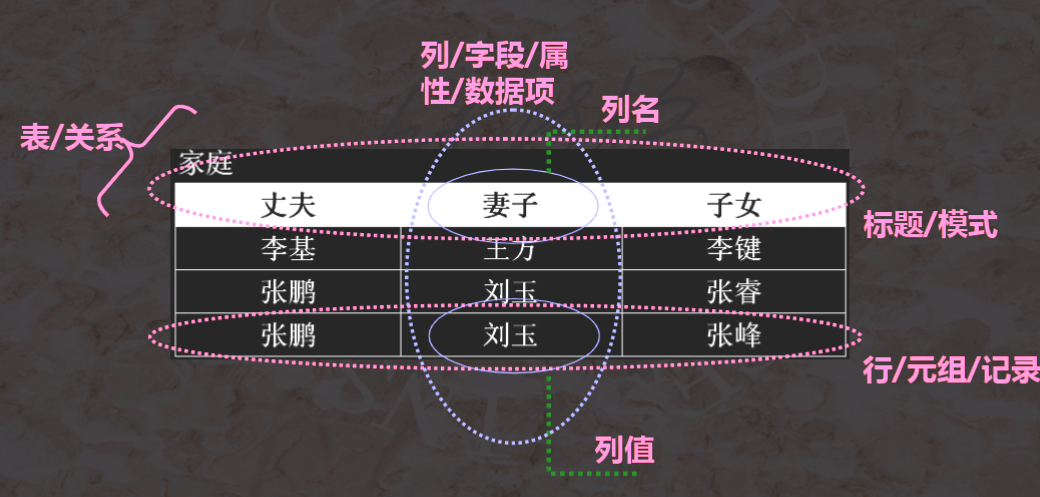 列/字段/属
性/数据项
列名
表/关系
家庭
丈夫 妻子 子女
标题/模式
李基 王方 李键
张鹏 刘玉 张睿
张鹏 刘玉 张峰
行/元组/记录
列值